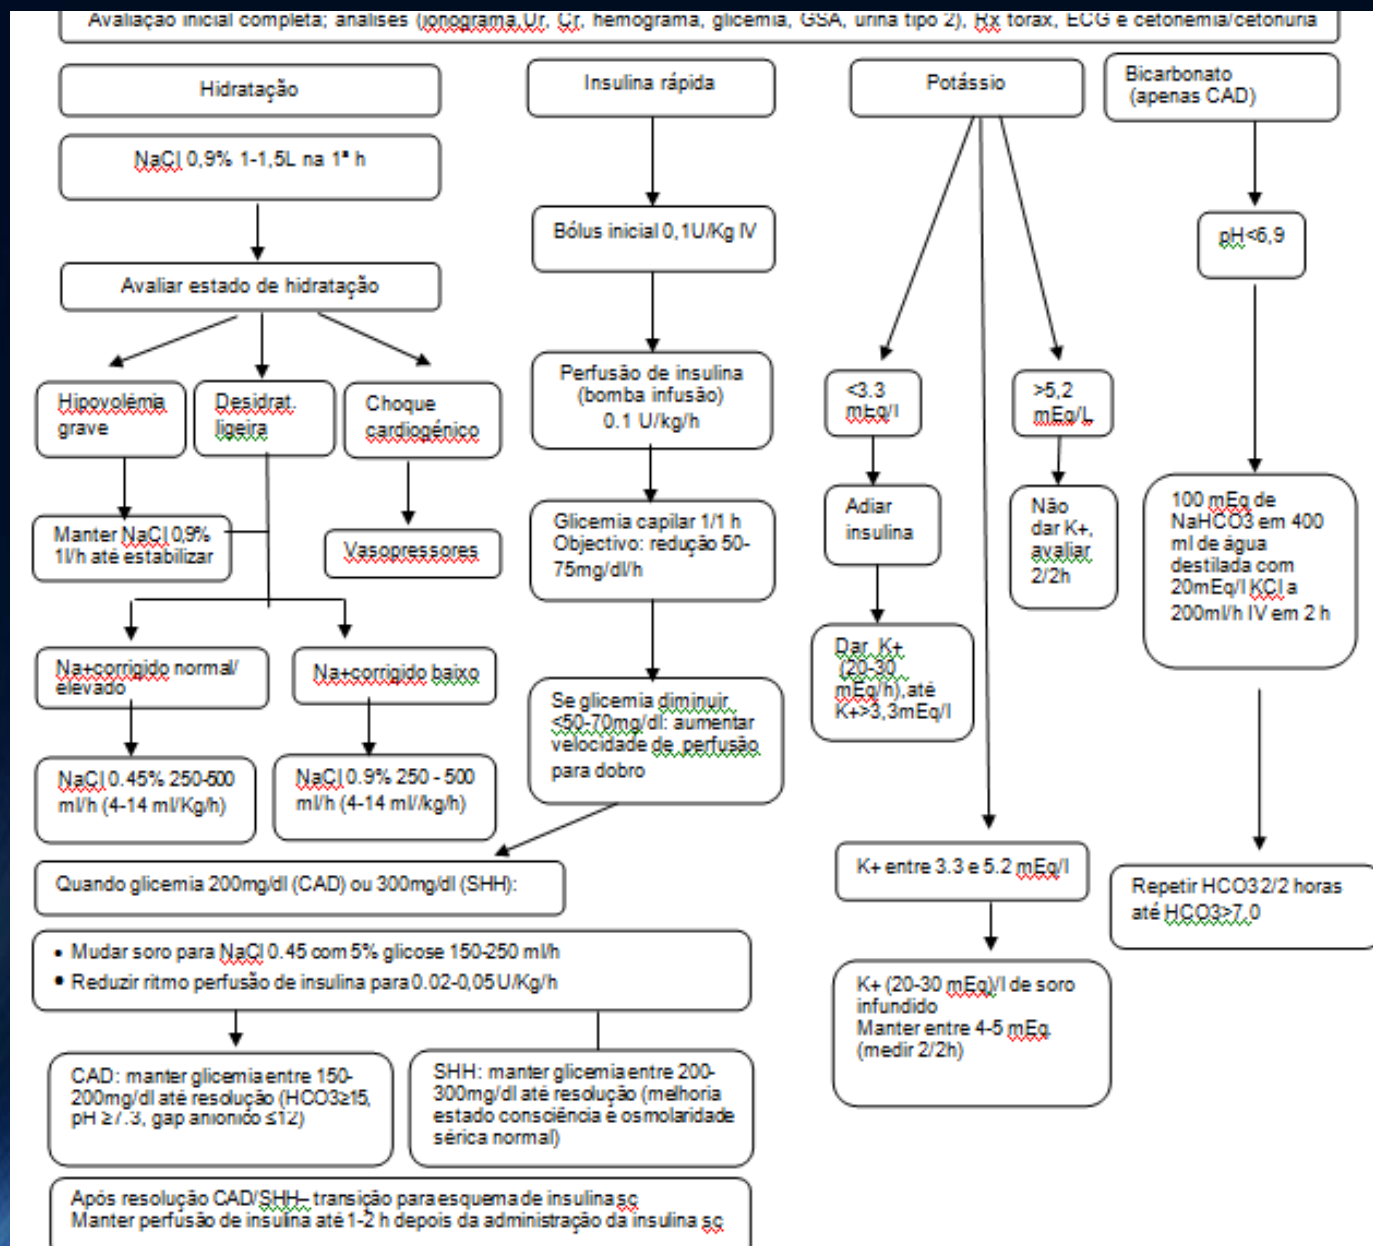 Avaliação inicial completa; análises (ionograma,Ur, Cr, hemograma, glicemia, GSA, urina tipo 2), Rx tórax, ECG e cetonemia/cetonúria
Hidratação
NaCl 0,9% 1-1,5L na 1ª h
Avaliar estado de hidratação
Hipovolémia
grave
Desidrat.
ligeira
Choque
cardiogénico
Manter NaCl 0,9%
1l/h até estabilizar
Vasopressores
Na+corrigido normal/
elevado
Na+corrigido baixo
NaCl 0.45% 250-500
ml/h (4-14 ml/Kg/h)
NaCl 0.9% 250 - 500
ml/h (4-14 ml//kg/h)
Insulina rápida
Bólus inicial 0,1U/Kg IV
Perfusão de insulina
(bomba infusão)
0.1 U/kg/h
Glicemia capilar 1/1 h
Objectivo: redução 50-
75mg/dl/h
Se glicemia diminuir
<50-70mg/dl: aumentar
velocidade de perfusão
para dobro
Quando glicemia 200mg/dl (CAD) ou 300mg/dl (SHH):
• Mudar soro para NaCl 0.45 com 5% glicose 150-250 ml/h
• Reduzir ritmo perfusão de insulina para 0.02-0,05 U/Kg/h
CAD: manter glicemia entre 150-
200mg/dl até resolução (HCO3≥15,
pH ≥7.3, gap aniónico ≤12)
SHH: manter glicemia entre 200-
300mg/dl até resolução (melhoria
estado consciência e osmolaridade
sérica normal)
Após resolução CAD/SHH– transição para esquema de insulina sc
Manter perfusão de insulina até 1-2 h depois da administração da insulina sc
Potássio
<3.3
mEq/l
>5,2
mEq/L
Adiar
insulina
Não
dar K+,
avaliar
2/2h
Dar K+
(20-30
mEq/h),até
K+>3,3mEq/l
K+ entre 3.3 e 5.2 mEq/l
K+ (20-30 mEq)/l de soro
infundido
Manter entre 4-5 mEq
(medir 2/2h)
Bicarbonato
(apenas CAD)
pH<6,9
100 mEq de
NaHCO3 em 400
ml de água
destilada com
20mEq/l KCl a
200ml/h IV em 2 h
Repetir HCO3 2/2 horas
até HCO3>7.0